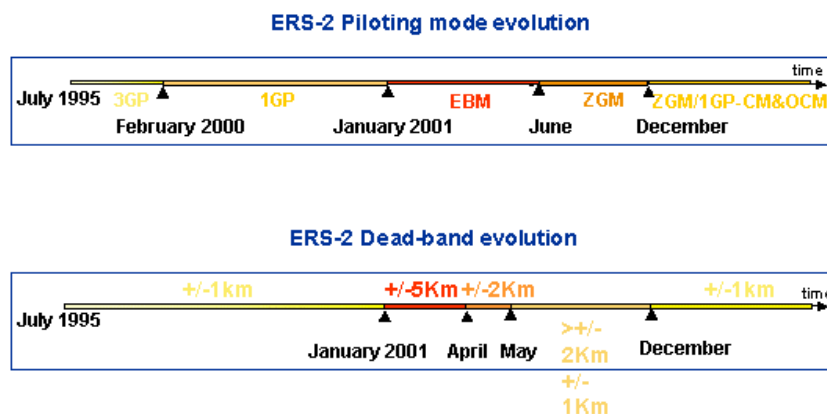 ERS-2 Piloting mode evolution
time
July 1995 3GP 1GP EBM ZGM ZGM/1GP-CM&OCM
February 2000 January 2001 June December
ERS-2 Dead-band evolution
+/-1km +/-5Km +/-2Km +/-1km time
July 1995
January 2001 April May >+/- December
2Km
+/-
1Km